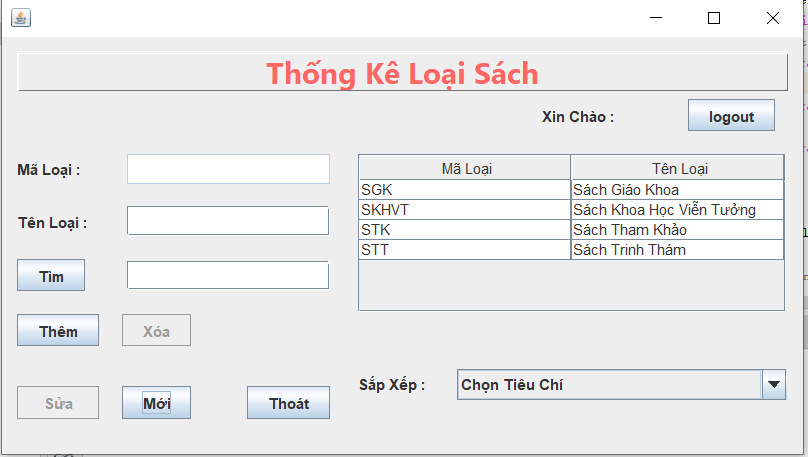 Thống Kê Loại Sách
Xin Chào :
logout
Mã Loại :
Tên Loại :
Tìm
Thêm
Xóa
Sửa
Mới
Thoát
Mã Loại Tên Loại
SGK Sách Giáo Khoa
SKHVT Sách Khoa Học Viễn Tưởng
STK Sách Tham Khảo
STT Sách Trinh Thám
Sắp Xếp :
Chọn Tiêu Chí